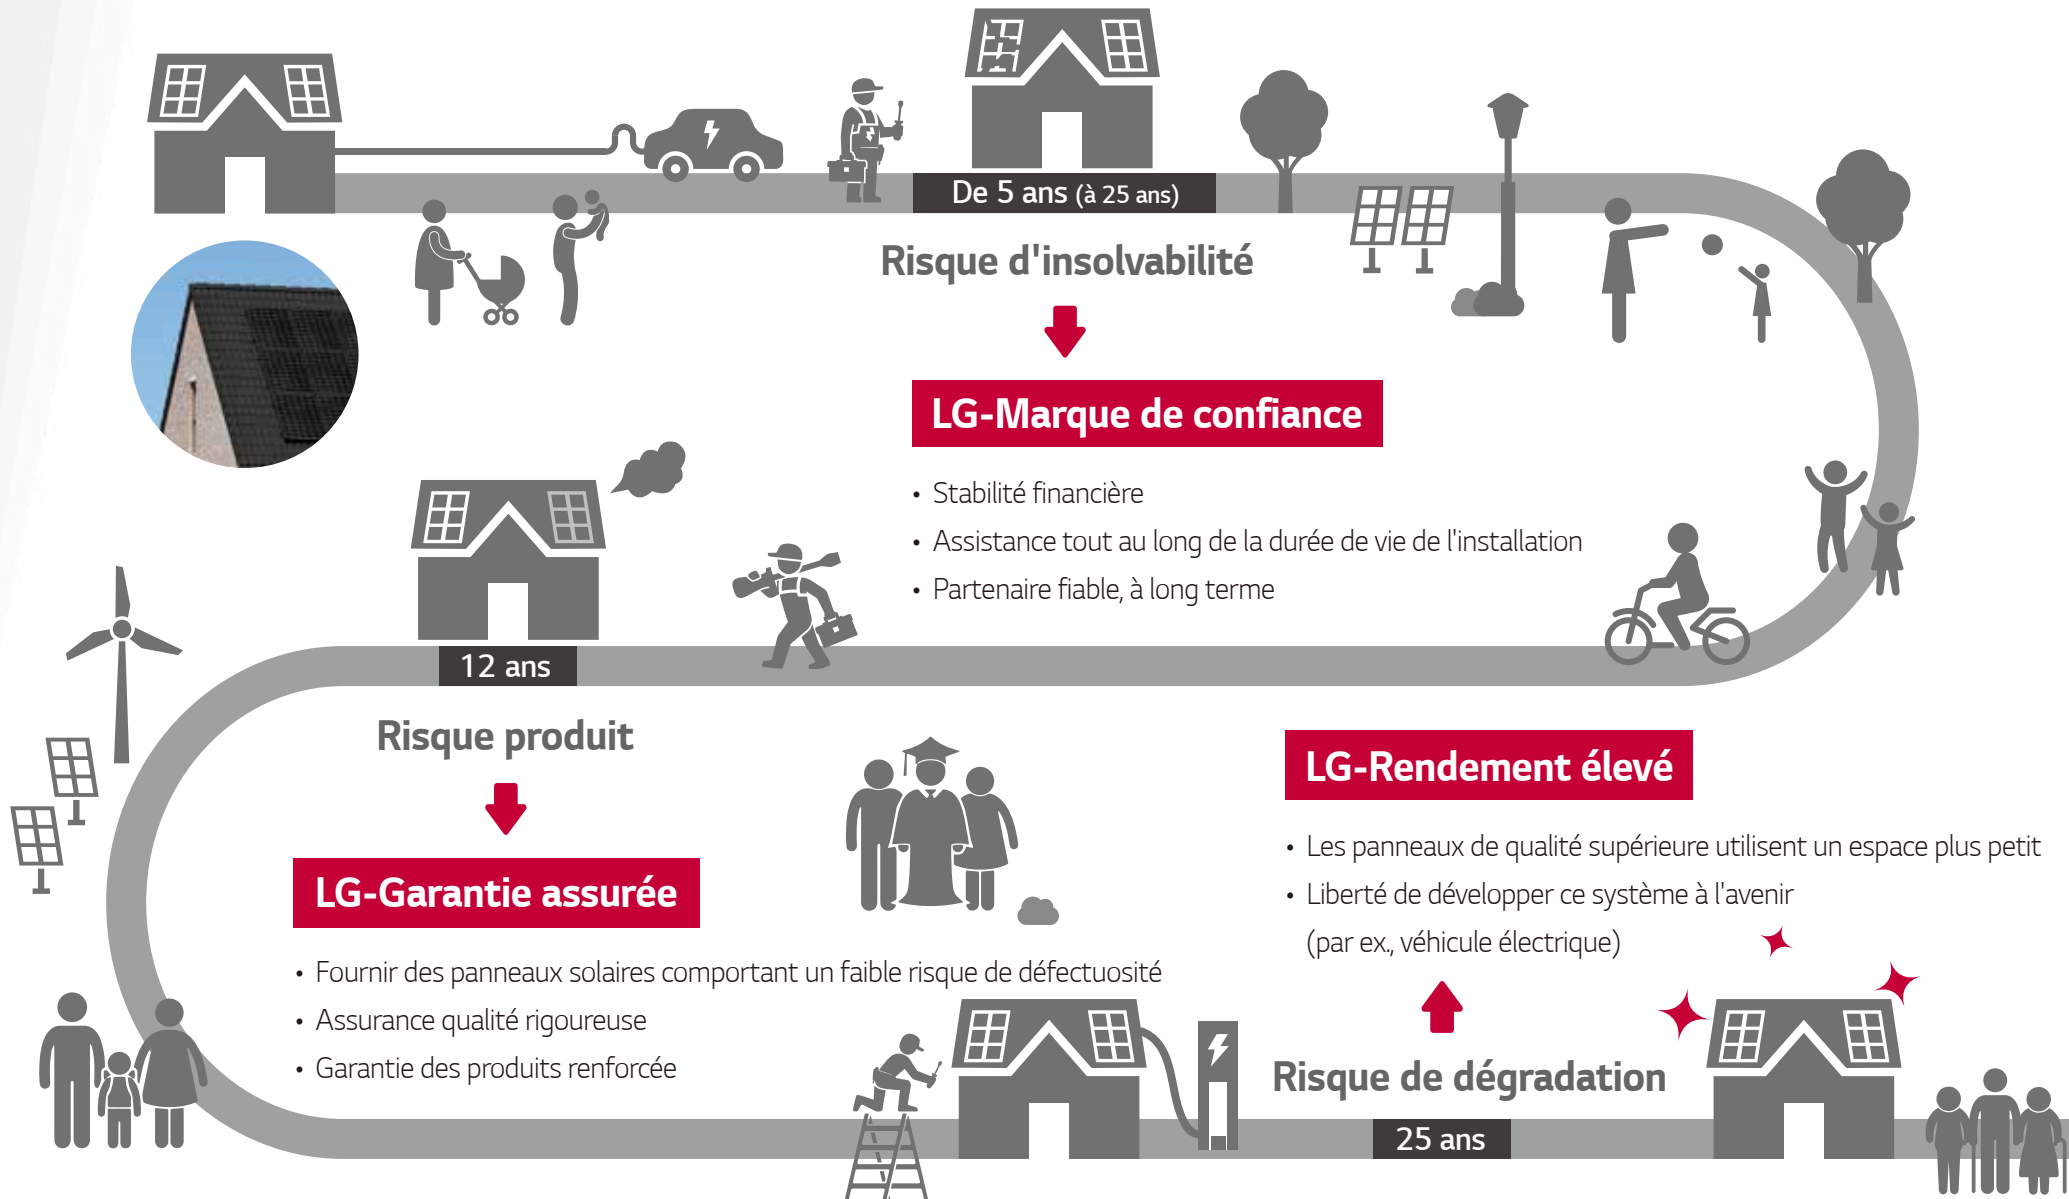 De 5 ans (à 25 ans)
Risque d'insolvabilité
LG-Marque de confiance
• Stabilité financière
• Assistance tout au long de la durée de vie de l'installation
• Partenaire fiable, à long terme
12 ans
Risque produit
LG-Garantie assurée
• Fournir des panneaux solaires comportant un faible risque de défectuosité
• Assurance qualité rigoureuse
• Garantie des produits renforcée
LG-Rendement élevé
• Les panneaux de qualité supérieure utilisent un espace plus petit
• Liberté de développer ce système à l'avenir
(par ex., véhicule électrique)
Risque de dégradation
25 ans